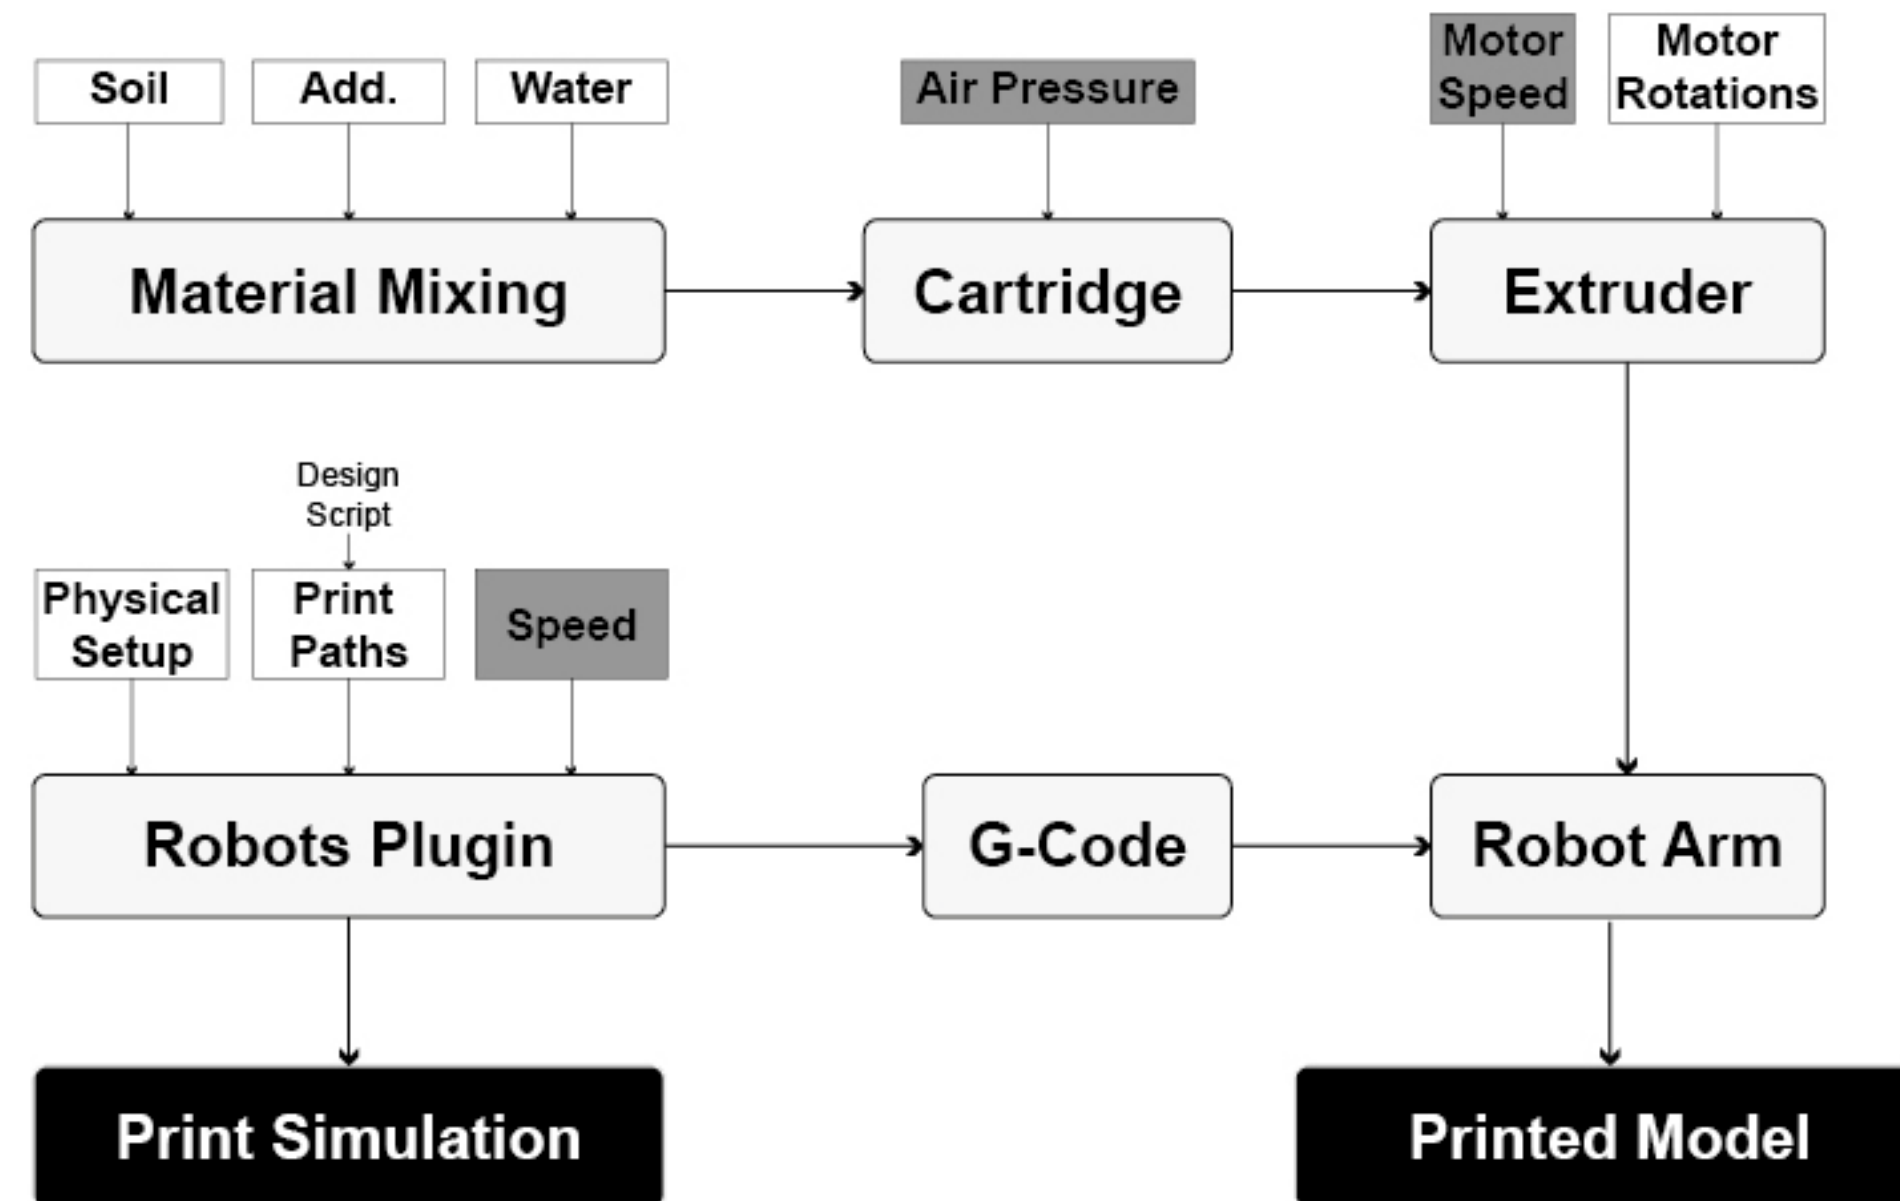 Soil
Add.
Water
Air Pressure
Motor
Speed
Motor
Rotations
Material Mixing
Cartridge
Extruder
Design
Script
Physical
Setup
Print
Paths
Speed
Robots Plugin
G-Code
Robot Arm
Print Simulation
Printed Model